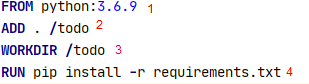 FROM python:3.6.9 1
ADD . /todo 2
WORKDIR /todo 3
RUN pip install -r requirements.txt 4